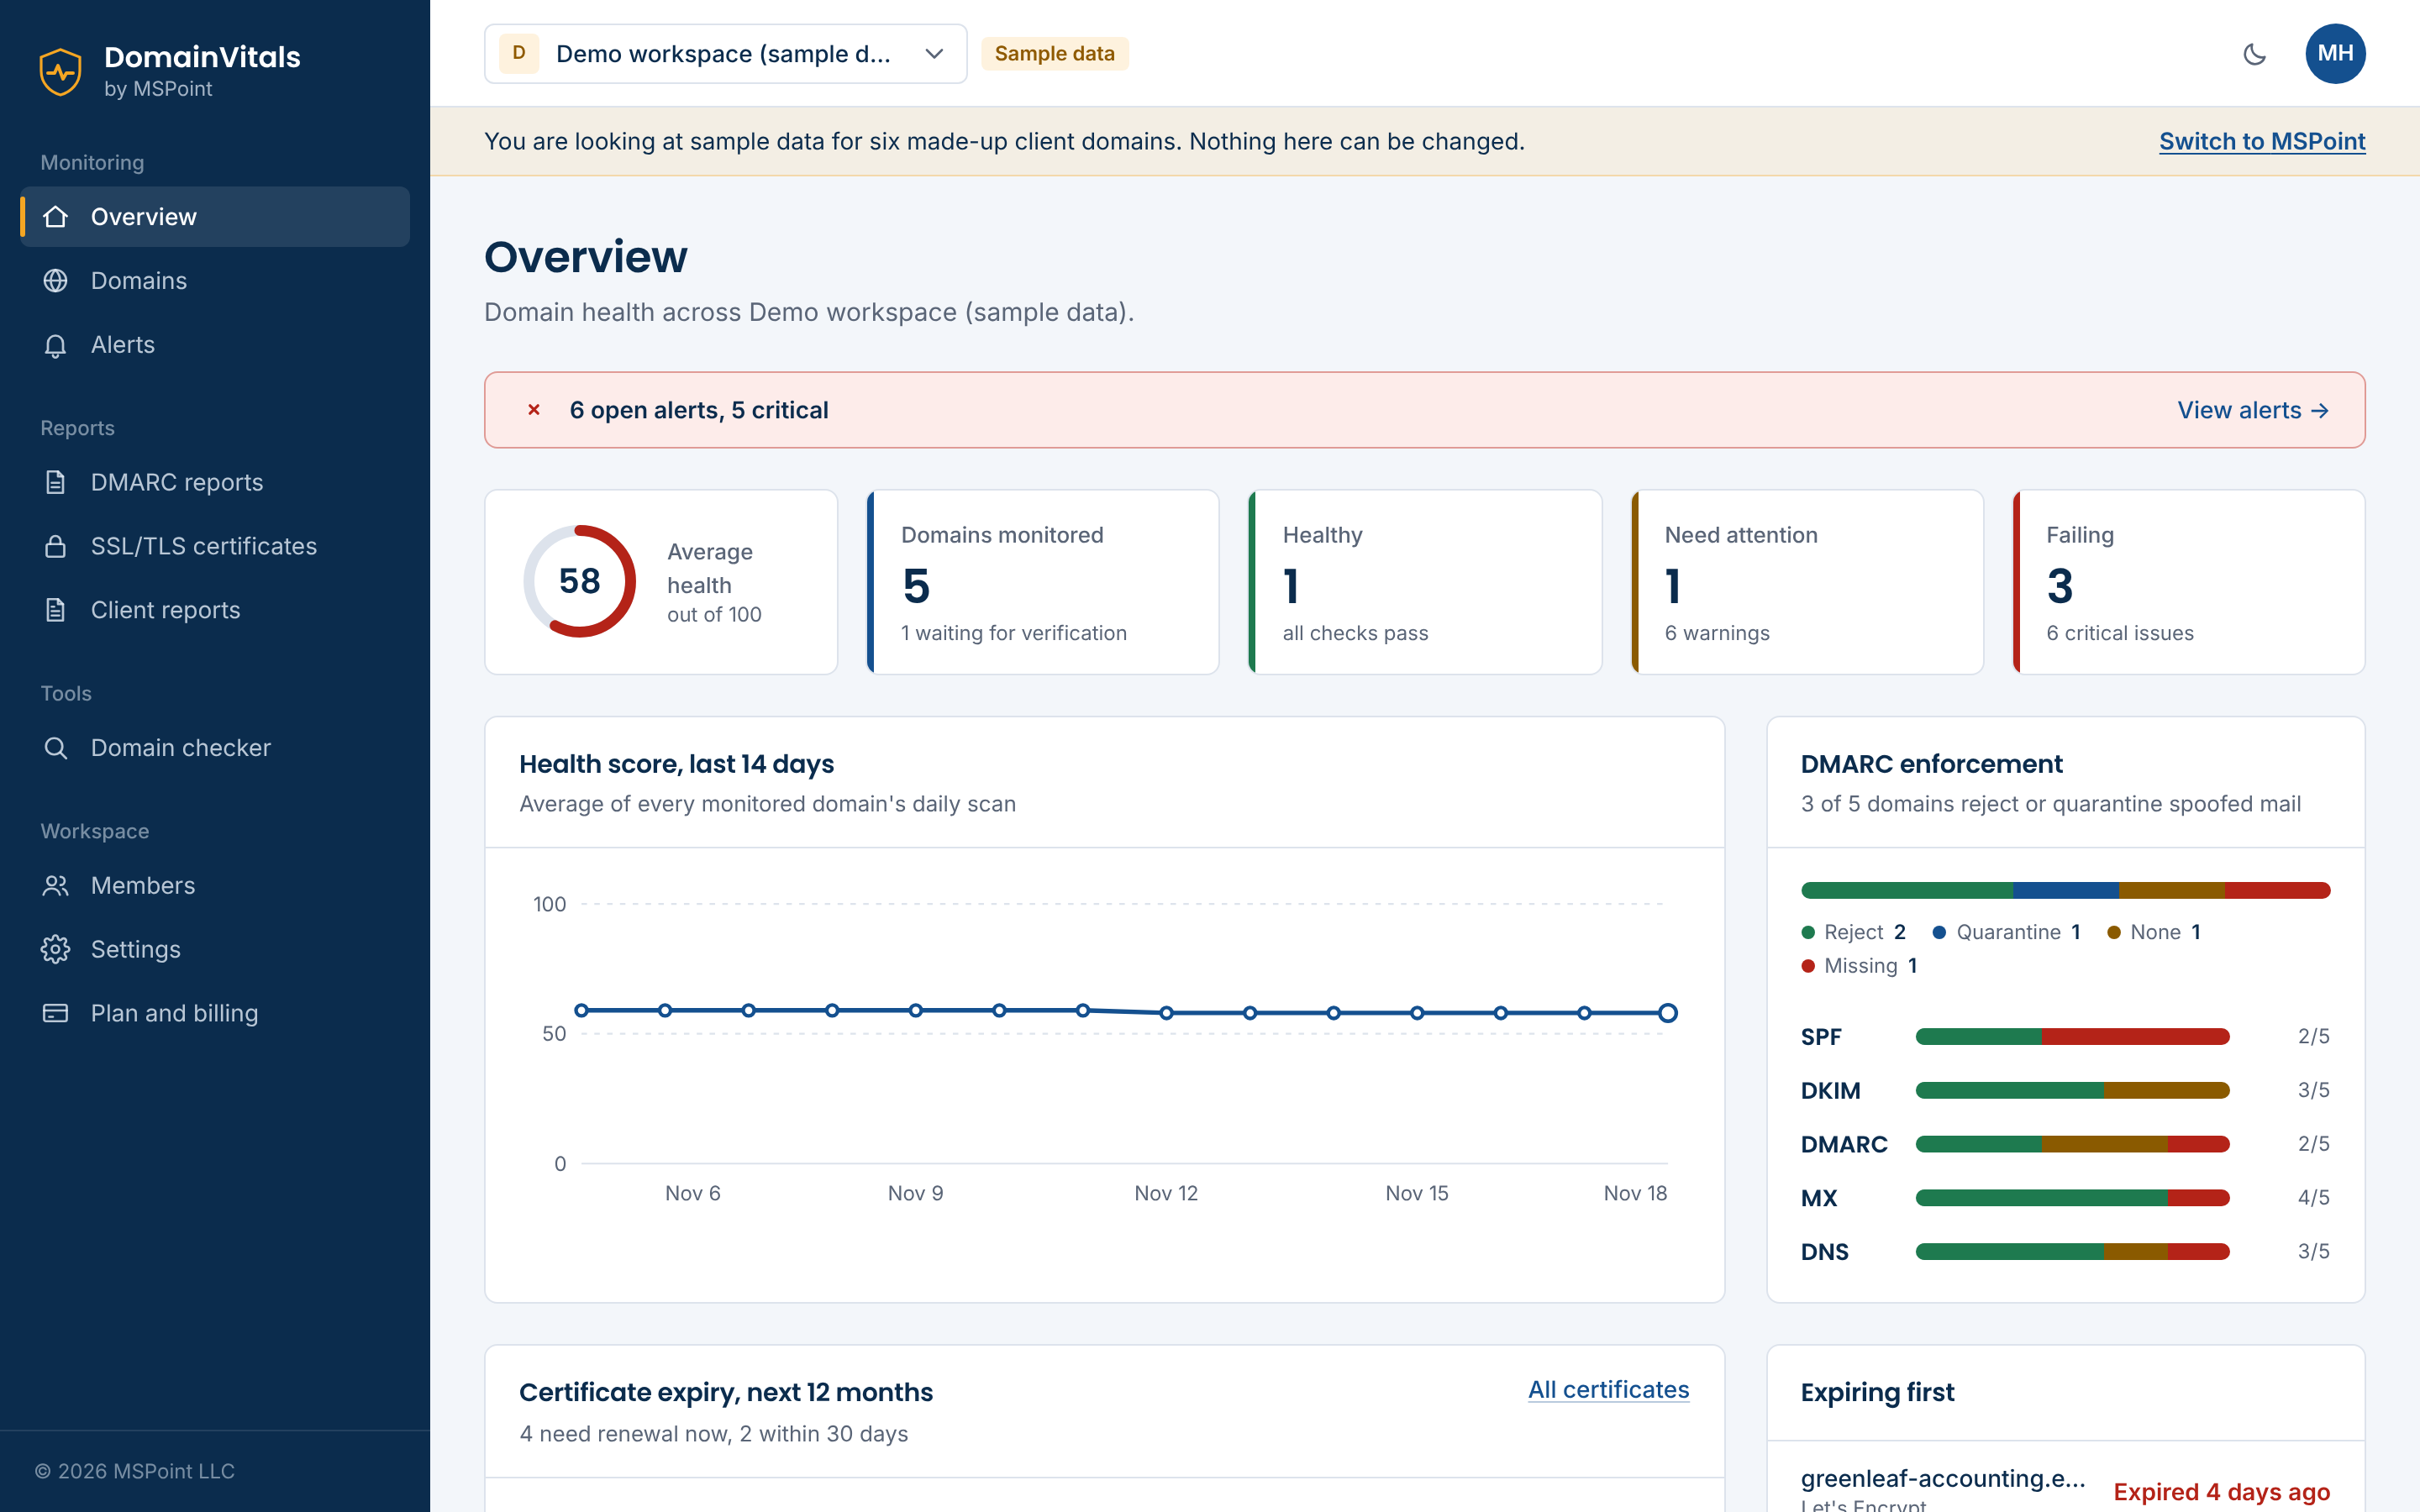 DomainVitals
by MSPoint
Monitoring
Overview
Domains
Alerts
Reports
DMARC reports
SSL/TLS certificates
Client reports
Tools
Domain checker
Workspace
Members
Settings
Plan and billing
© 2026 MSPoint LLC
D
Demo workspace (sample d...
Sample data
MH
You are looking at sample data for six made-up client domains. Nothing here can be changed.
Switch to MSPoint
Overview
Domain health across Demo workspace (sample data).
6 open alerts, 5 critical
View alerts →
58
Average
health
out of 100
Domains monitored
5
1 waiting for verification
Healthy
1
all checks pass
Need attention
1
6 warnings
Failing
3
6 critical issues
Health score, last 14 days
Average of every monitored domain's daily scan
100
50
0
Nov 6
Nov 9
Nov 12
Nov 15
Nov 18
DMARC enforcement
3 of 5 domains reject or quarantine spoofed mail
Reject 2
Quarantine 1
None 1
Missing 1
SPF 2/5
DKIM 3/5
DMARC 2/5
MX 4/5
DNS 3/5
Certificate expiry, next 12 months
4 need renewal now, 2 within 30 days
All certificates
Expiring first
greenleaf-accounting.e...
Let's Encrypt
Expired 4 days ago